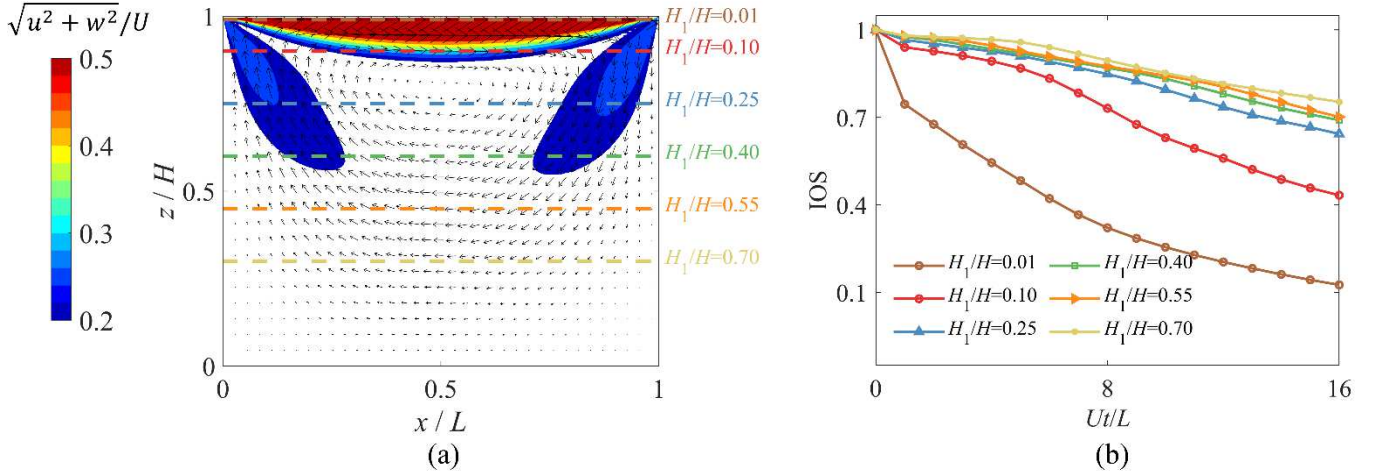 √(u² + w²)/U
0.5
0.4
0.3
0.2
1
0.5
0
z / H
0
0.5
1
x / L
H₁/H=0.01
H₁/H=0.10
H₁/H=0.25
H₁/H=0.40
H₁/H=0.55
H₁/H=0.70
(a)
1
0.7
0.4
0.1
IOS
H₁/H=0.01
H₁/H=0.10
H₁/H=0.25
H₁/H=0.40
H₁/H=0.55
H₁/H=0.70
0
8
16
Ut/L
(b)